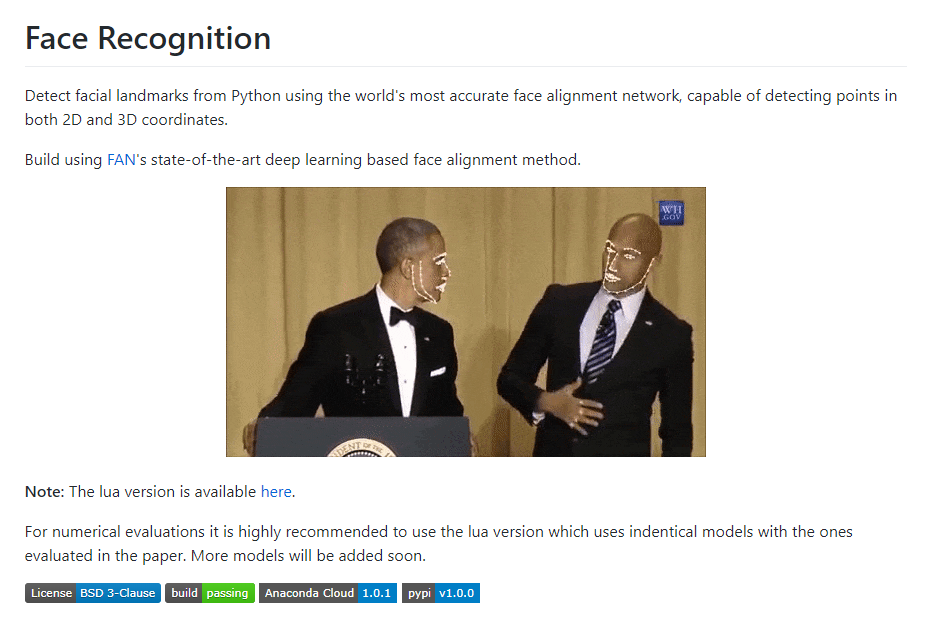 Face Recognition
Detect facial landmarks from Python using the world's most accurate face alignment network, capable of detecting points in
both 2D and 3D coordinates.
Build using FAN's state-of-the-art deep learning based face alignment method.
WH
.GOV
DENT OF THE
Note: The lua version is available here.
For numerical evaluations it is highly recommended to use the lua version which uses indentical models with the ones
evaluated in the paper. More models will be added soon.
License BSD 3-Clause build passing Anaconda Cloud 1.0.1 pypi v1.0.0